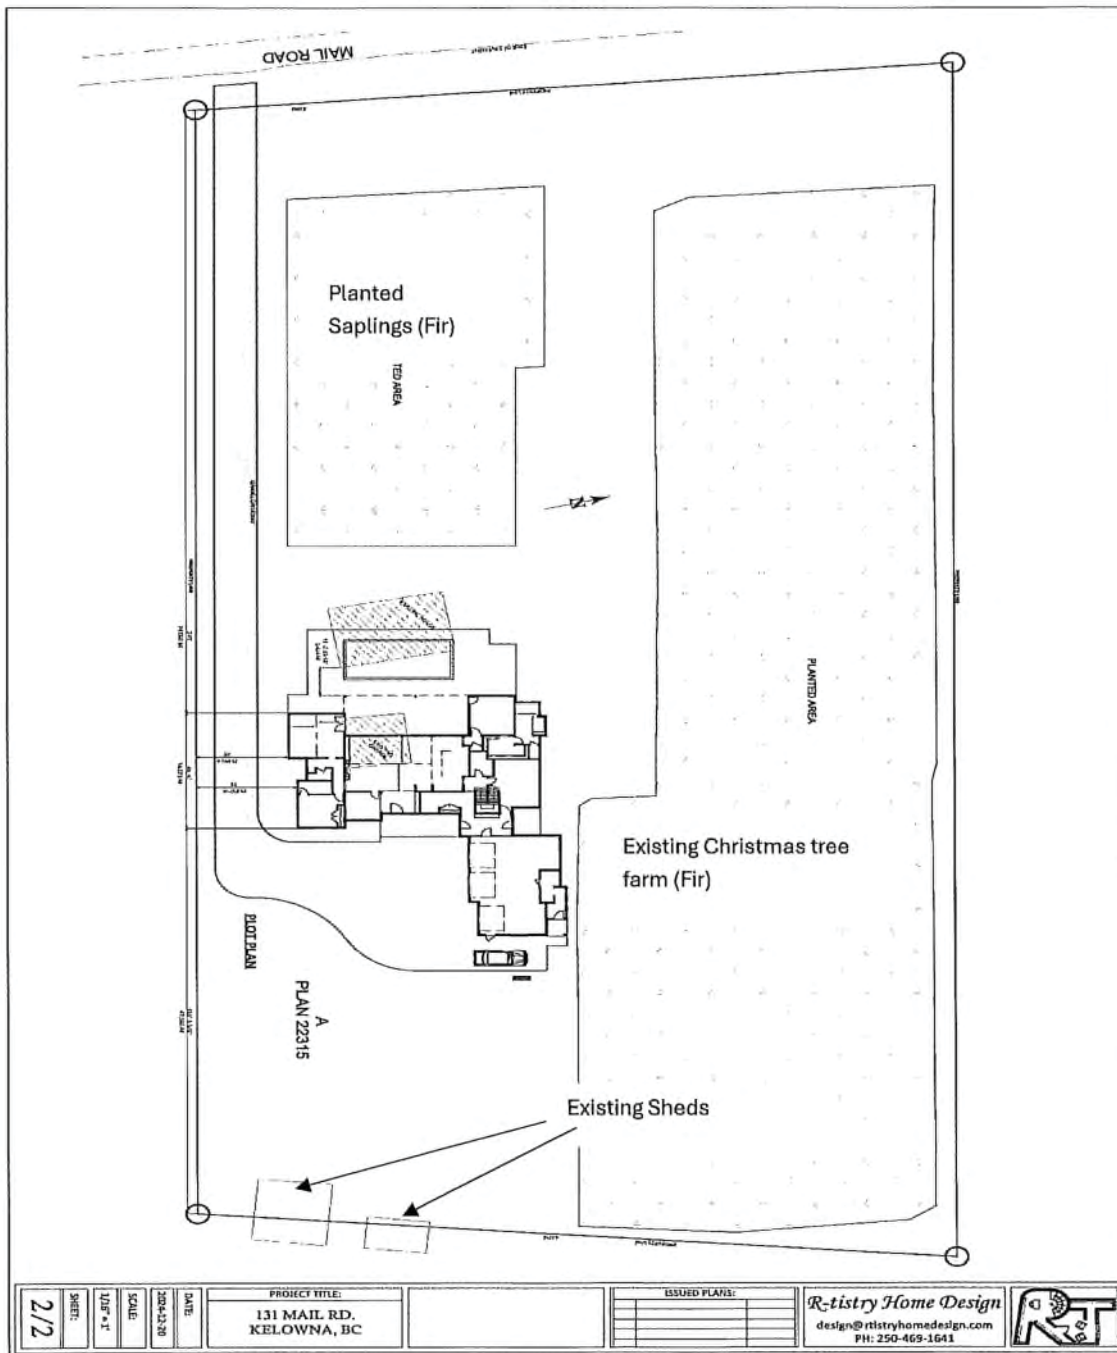 MAIL ROAD
Planted
Saplings (Fir)
TED AREA
N
PLANTED AREA
Existing Christmas tree
farm (Fir)
PLOT PLAN
A
PLAN 22315
Existing Sheds
SHEET:
2/2
SCALE:
1/16" = 1'
DATE:
2024-12-20
PROJECT TITLE:
131 MAIL RD.
KELOWNA, BC
ISSUED PLANS:
R-tistry Home Design
design@rtistryhomedesign.com
PH: 250-469-1641
RT